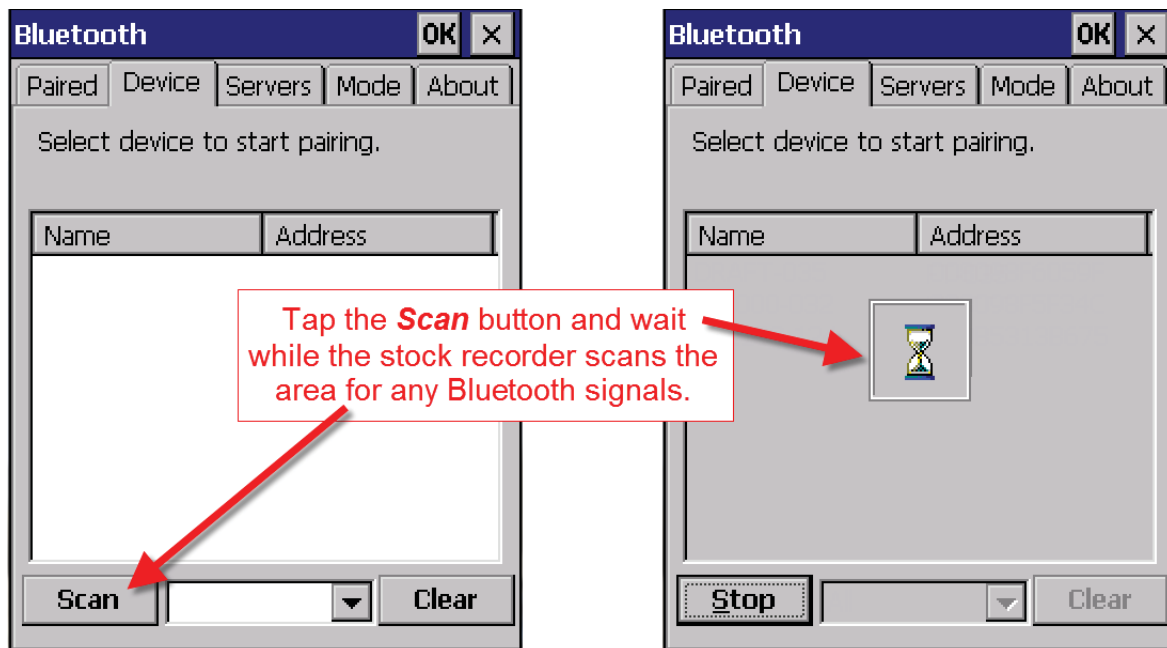 Bluetooth OK ×
Paired Device Servers Mode About
Select device to start pairing.
Name Address
Scan Clear
Tap the Scan button and wait
while the stock recorder scans the
area for any Bluetooth signals.
Bluetooth OK ×
Paired Device Servers Mode About
Select device to start pairing.
Name Address
Stop Clear